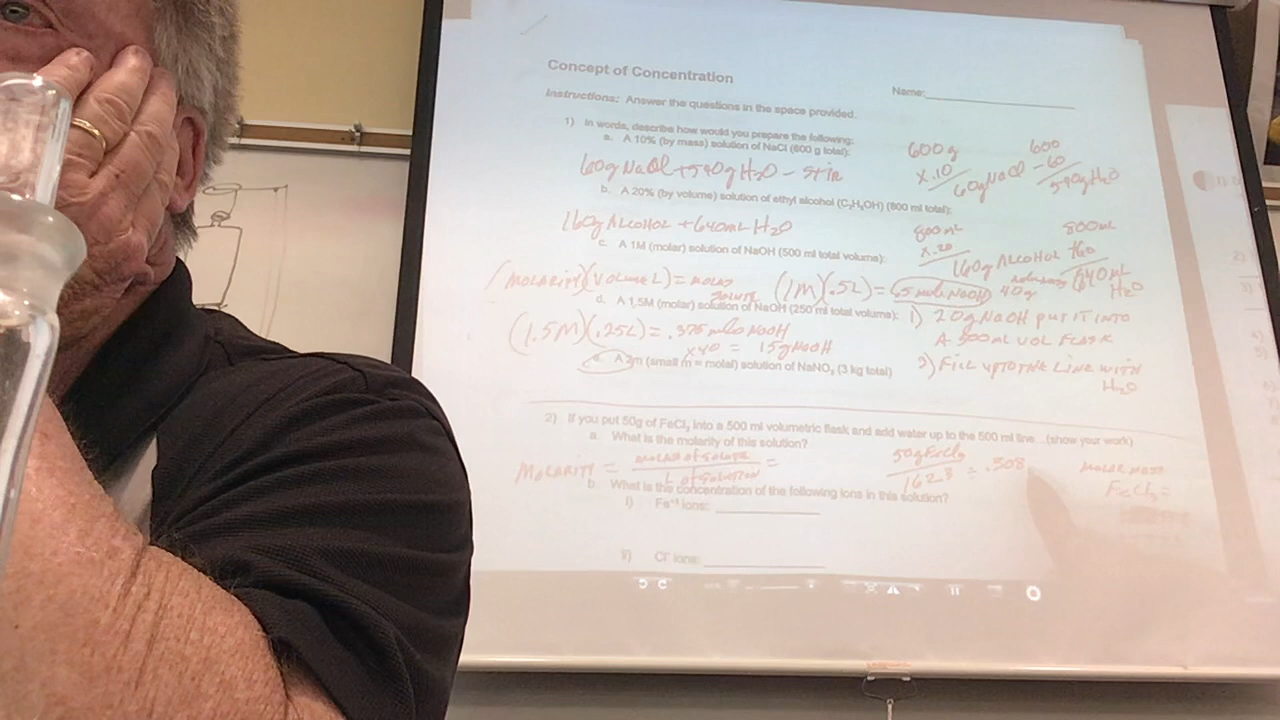 Concept of Concentration
Name:
Instructions: Answer the questions in the space provided.
1) In words, describe how would you prepare the following:
a. A 10% (by mass) solution of NaCl (600 g total):
600 g
x .10
60g NaCl
600
- 60
540g H2O
60g NaCl + 540g H2O - Stir
b. A 20% (by volume) solution of ethyl alcohol (C2H5OH) (800 ml total):
160g Alcohol + 640mL H2O
800mL
x .20
160g Alcohol
800mL
160
640mL
H2O
c. A 1M (molar) solution of NaOH (500 ml total volume):
(MOLARITY)(VOLUME L) = moles
solute
(1M)(.5L) = .5 mole NaOH
40g
d. A 1.5M (molar) solution of NaOH (250 ml total volume):
1) 20g NaOH put it into
A 500mL vol flask
(1.5M)(.25L) = .375 mole NaOH
x40 = 15g NaOH
e. A 2m (small m = molal) solution of NaNO3 (3 kg total)
2) Fill up to the line with
H2O
2) If you put 50g of FeCl3 into a 500 ml volumetric flask and add water up to the 500 ml line...(show your work)
a. What is the molarity of this solution?
MOLARITY = moles of solute =
L of solution
50g FeCl3
162.3
= .308
molar mass
FeCl3 =
b. What is the concentration of the following ions in this solution?
i) Fe+3 ions:
ii) Cl- ions: